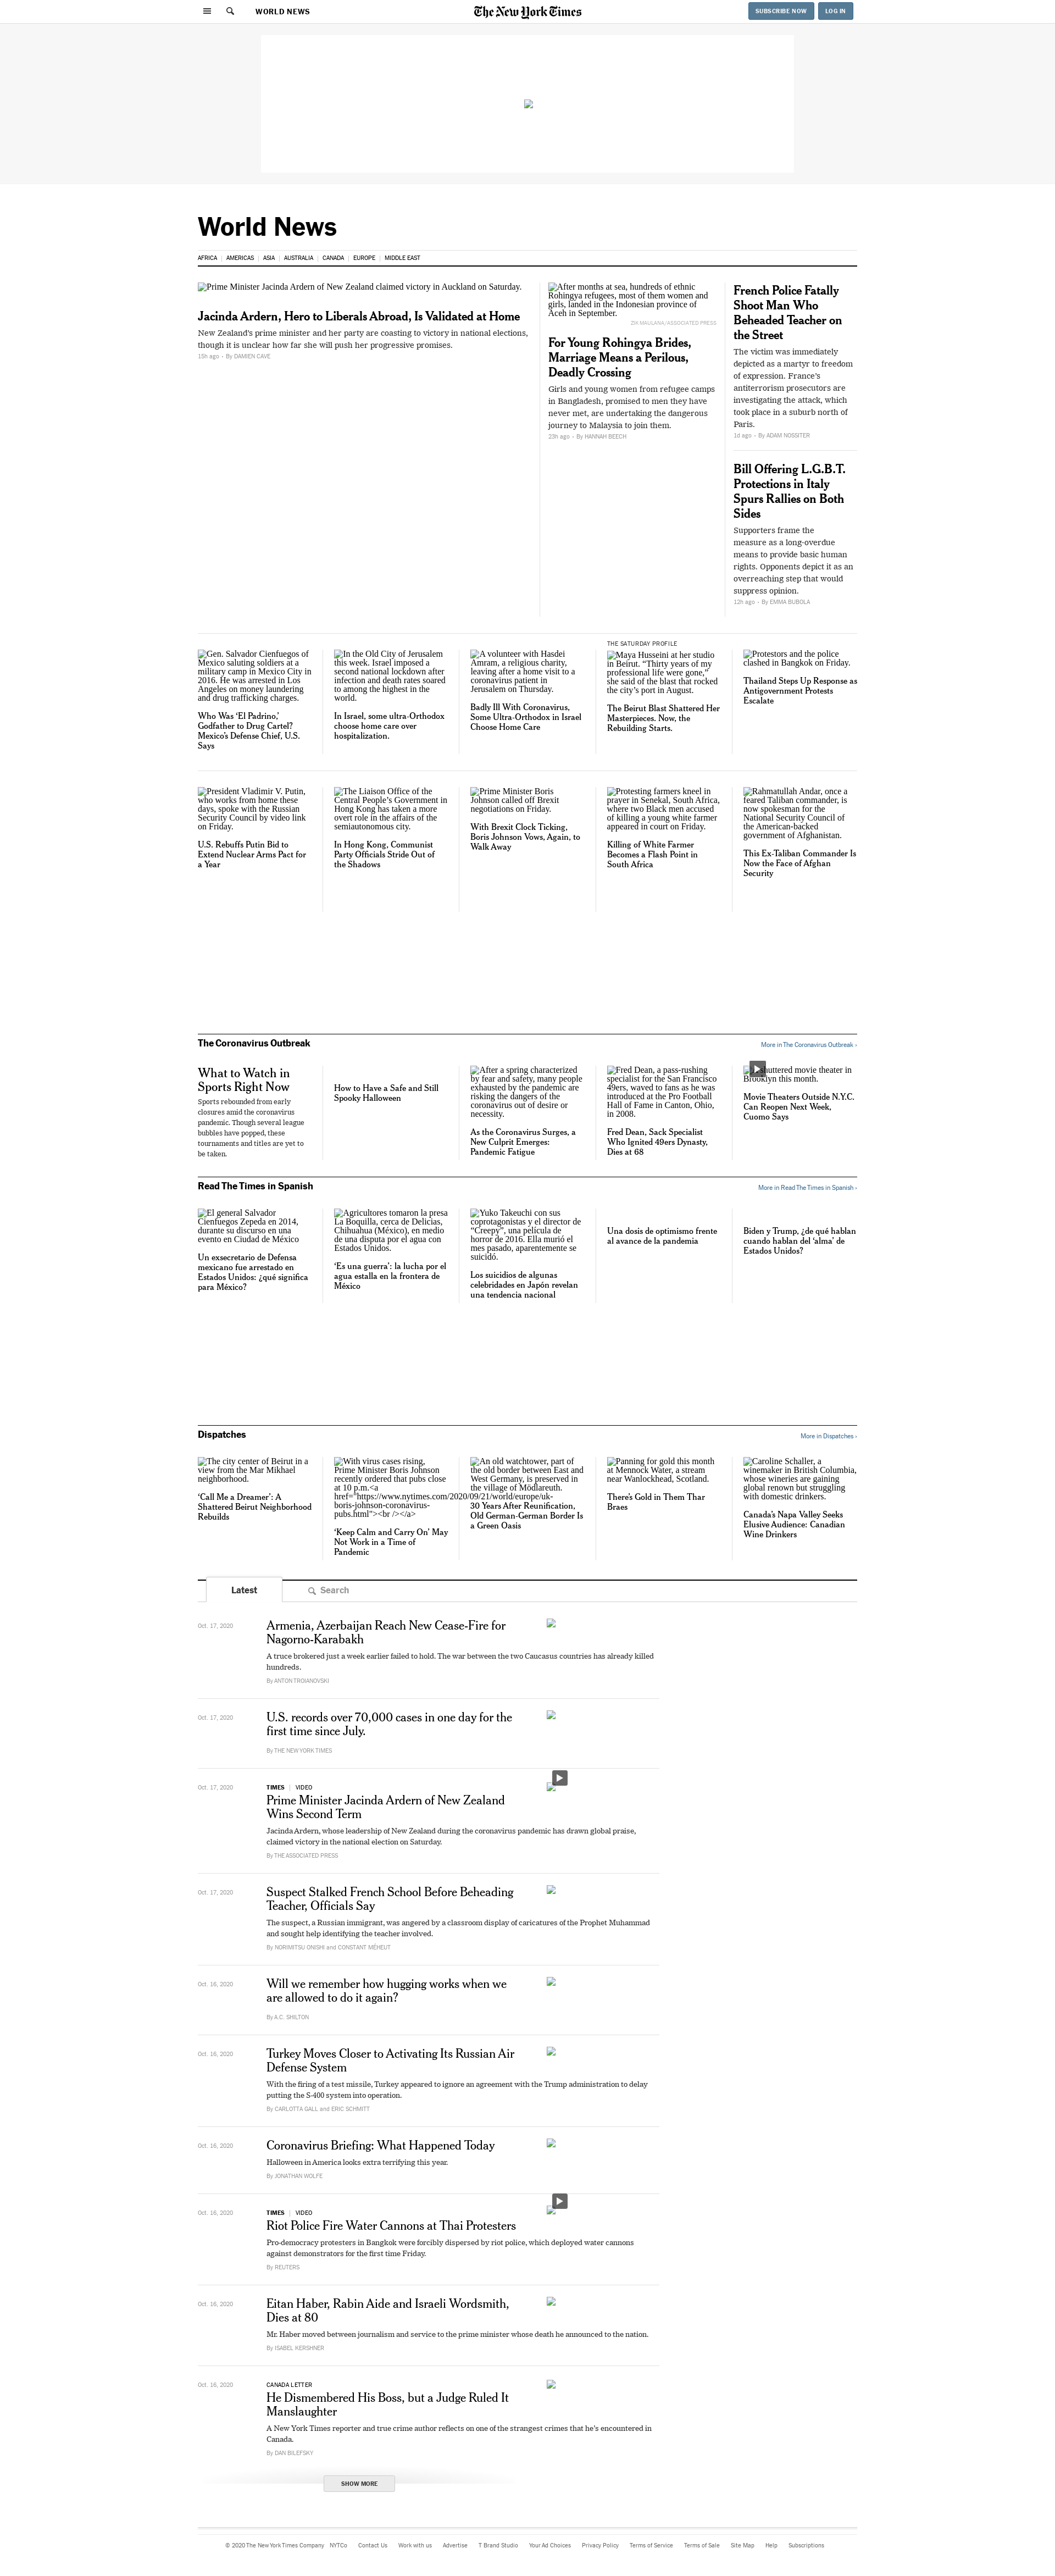 WORLD NEWS
The New York Times
SUBSCRIBE NOW
LOG IN
World News
AFRICA | AMERICAS | ASIA | AUSTRALIA | CANADA | EUROPE | MIDDLE EAST
Prime Minister Jacinda Ardern of New Zealand claimed victory in Auckland on Saturday.
Jacinda Ardern, Hero to Liberals Abroad, Is Validated at Home
New Zealand's prime minister and her party are coasting to victory in national elections,
though it is unclear how far she will push her progressive promises.
15h ago – By DAMIEN CAVE
After months at sea, hundreds of ethnic
Rohingya refugees, most of them women and
girls, landed in the Indonesian province of
Aceh in September.
ZIK MAULANA/ASSOCIATED PRESS
For Young Rohingya Brides,
Marriage Means a Perilous,
Deadly Crossing
Girls and young women from refugee camps
in Bangladesh, promised to men they have
never met, are undertaking the dangerous
journey to Malaysia to join them.
23h ago – By HANNAH BEECH
French Police Fatally
Shoot Man Who
Beheaded Teacher on
the Street
The victim was immediately
depicted as a martyr to freedom
of expression. France's
antiterrorism prosecutors are
investigating the attack, which
took place in a suburb north of
Paris.
1d ago – By ADAM NOSSITER
Bill Offering L.G.B.T.
Protections in Italy
Spurs Rallies on Both
Sides
Supporters frame the
measure as a long-overdue
means to provide basic human
rights. Opponents depict it as an
overreaching step that would
suppress opinion.
12h ago – By EMMA BUBOLA
Gen. Salvador Cienfuegos of
Mexico saluting soldiers at a
military camp in Mexico City in
2016. He was arrested in Los
Angeles on money laundering
and drug trafficking charges.
Who Was ‘El Padrino,’
Godfather to Drug Cartel?
Mexico's Defense Chief, U.S.
Says
In the Old City of Jerusalem
this week. Israel imposed a
second national lockdown after
infection and death rates soared
to among the highest in the
world.
In Israel, some ultra-Orthodox
choose home care over
hospitalization.
A volunteer with Hasdei
Amram, a religious charity,
leaving after a home visit to a
coronavirus patient in
Jerusalem on Thursday.
Badly Ill With Coronavirus,
Some Ultra-Orthodox in Israel
Choose Home Care
THE SATURDAY PROFILE
Maya Husseini at her studio
in Beirut. “Thirty years of my
professional life were gone,”
she said of the blast that rocked
the city's port in August.
The Beirut Blast Shattered Her
Masterpieces. Now, the
Rebuilding Starts.
Protestors and the police
clashed in Bangkok on Friday.
Thailand Steps Up Response as
Antigovernment Protests
Escalate
President Vladimir V. Putin,
who works from home these
days, spoke with the Russian
Security Council by video link
on Friday.
U.S. Rebuffs Putin Bid to
Extend Nuclear Arms Pact for
a Year
The Liaison Office of the
Central People's Government in
Hong Kong has taken a more
overt role in the affairs of the
semiautonomous city.
In Hong Kong, Communist
Party Officials Stride Out of
the Shadows
Prime Minister Boris
Johnson called off Brexit
negotiations on Friday.
With Brexit Clock Ticking,
Boris Johnson Vows, Again, to
Walk Away
Protesting farmers kneel in
prayer in Senekal, South Africa,
where two Black men accused
of killing a young white farmer
appeared in court on Friday.
Killing of White Farmer
Becomes a Flash Point in
South Africa
Rahmatullah Andar, once a
feared Taliban commander, is
now spokesman for the
National Security Council of
the American-backed
government of Afghanistan.
This Ex-Taliban Commander Is
Now the Face of Afghan
Security
The Coronavirus Outbreak
More in The Coronavirus Outbreak ›
What to Watch in
Sports Right Now
Sports rebounded from early
closures amid the coronavirus
pandemic. Though several league
bubbles have popped, these
tournaments and titles are yet to
be taken.
How to Have a Safe and Still
Spooky Halloween
After a spring characterized
by fear and safety, many people
exhausted by the pandemic are
risking the dangers of the
coronavirus out of desire or
necessity.
As the Coronavirus Surges, a
New Culprit Emerges:
Pandemic Fatigue
Fred Dean, a pass-rushing
specialist for the San Francisco
49ers, waved to fans as he was
introduced at the Pro Football
Hall of Fame in Canton, Ohio,
in 2008.
Fred Dean, Sack Specialist
Who Ignited 49ers Dynasty,
Dies at 68
uttered movie theater in
Brooklyn this month.
Movie Theaters Outside N.Y.C.
Can Reopen Next Week,
Cuomo Says
Read The Times in Spanish
More in Read The Times in Spanish ›
El general Salvador
Cienfuegos Zepeda en 2014,
durante su discurso en una
evento en Ciudad de México
Un exsecretario de Defensa
mexicano fue arrestado en
Estados Unidos: ¿qué significa
para México?
Agricultores tomaron la presa
La Boquilla, cerca de Delicias,
Chihuahua (México), en medio
de una disputa por el agua con
Estados Unidos.
‘Es una guerra’: la lucha por el
agua estalla en la frontera de
México
Yuko Takeuchi con sus
coprotagonistas y el director de
“Creepy”, una película de
horror de 2016. Ella murió el
mes pasado, aparentemente se
suicidó.
Los suicidios de algunas
celebridades en Japón revelan
una tendencia nacional
Una dosis de optimismo frente
al avance de la pandemia
Biden y Trump, ¿de qué hablan
cuando hablan del ‘alma’ de
Estados Unidos?
Dispatches
More in Dispatches ›
The city center of Beirut in a
view from the Mar Mikhael
neighborhood.
‘Call Me a Dreamer’: A
Shattered Beirut Neighborhood
Rebuilds
With virus cases rising,
Prime Minister Boris Johnson
recently ordered that pubs close
at 10 p.m.<a
href="https://www.nytimes.com/2020/09/21/world/europe/uk-
boris-johnson-coronavirus-
pubs.html"><br /></a>
‘Keep Calm and Carry On’ May
Not Work in a Time of
Pandemic
An old watchtower, part of
the old border between East and
West Germany, is preserved in
the village of Mödlareuth.
30 Years After Reunification,
Old German-German Border Is
a Green Oasis
Panning for gold this month
at Mennock Water, a stream
near Wanlockhead, Scotland.
There's Gold in Them Thar
Braes
Caroline Schaller, a
winemaker in British Columbia,
whose wineries are gaining
global renown but struggling
with domestic drinkers.
Canada's Napa Valley Seeks
Elusive Audience: Canadian
Wine Drinkers
Latest
Search
Oct. 17, 2020
Armenia, Azerbaijan Reach New Cease-Fire for
Nagorno-Karabakh
A truce brokered just a week earlier failed to hold. The war between the two Caucasus countries has already killed
hundreds.
By ANTON TROIANOVSKI
Oct. 17, 2020
U.S. records over 70,000 cases in one day for the
first time since July.
By THE NEW YORK TIMES
Oct. 17, 2020
TIMES | VIDEO
Prime Minister Jacinda Ardern of New Zealand
Wins Second Term
Jacinda Ardern, whose leadership of New Zealand during the coronavirus pandemic has drawn global praise,
claimed victory in the national election on Saturday.
By THE ASSOCIATED PRESS
Oct. 17, 2020
Suspect Stalked French School Before Beheading
Teacher, Officials Say
The suspect, a Russian immigrant, was angered by a classroom display of caricatures of the Prophet Muhammad
and sought help identifying the teacher involved.
By NORIMITSU ONISHI and CONSTANT MÉHEUT
Oct. 16, 2020
Will we remember how hugging works when we
are allowed to do it again?
By A.C. SHILTON
Oct. 16, 2020
Turkey Moves Closer to Activating Its Russian Air
Defense System
With the firing of a test missile, Turkey appeared to ignore an agreement with the Trump administration to delay
putting the S-400 system into operation.
By CARLOTTA GALL and ERIC SCHMITT
Oct. 16, 2020
Coronavirus Briefing: What Happened Today
Halloween in America looks extra terrifying this year.
By JONATHAN WOLFE
Oct. 16, 2020
TIMES | VIDEO
Riot Police Fire Water Cannons at Thai Protesters
Pro-democracy protesters in Bangkok were forcibly dispersed by riot police, which deployed water cannons
against demonstrators for the first time Friday.
By REUTERS
Oct. 16, 2020
Eitan Haber, Rabin Aide and Israeli Wordsmith,
Dies at 80
Mr. Haber moved between journalism and service to the prime minister whose death he announced to the nation.
By ISABEL KERSHNER
Oct. 16, 2020
CANADA LETTER
He Dismembered His Boss, but a Judge Ruled It
Manslaughter
A New York Times reporter and true crime author reflects on one of the strangest crimes that he's encountered in
Canada.
By DAN BILEFSKY
SHOW MORE
© 2020 The New York Times Company NYTCo Contact Us Work with us Advertise T Brand Studio Your Ad Choices Privacy Policy Terms of Service Terms of Sale Site Map Help Subscriptions